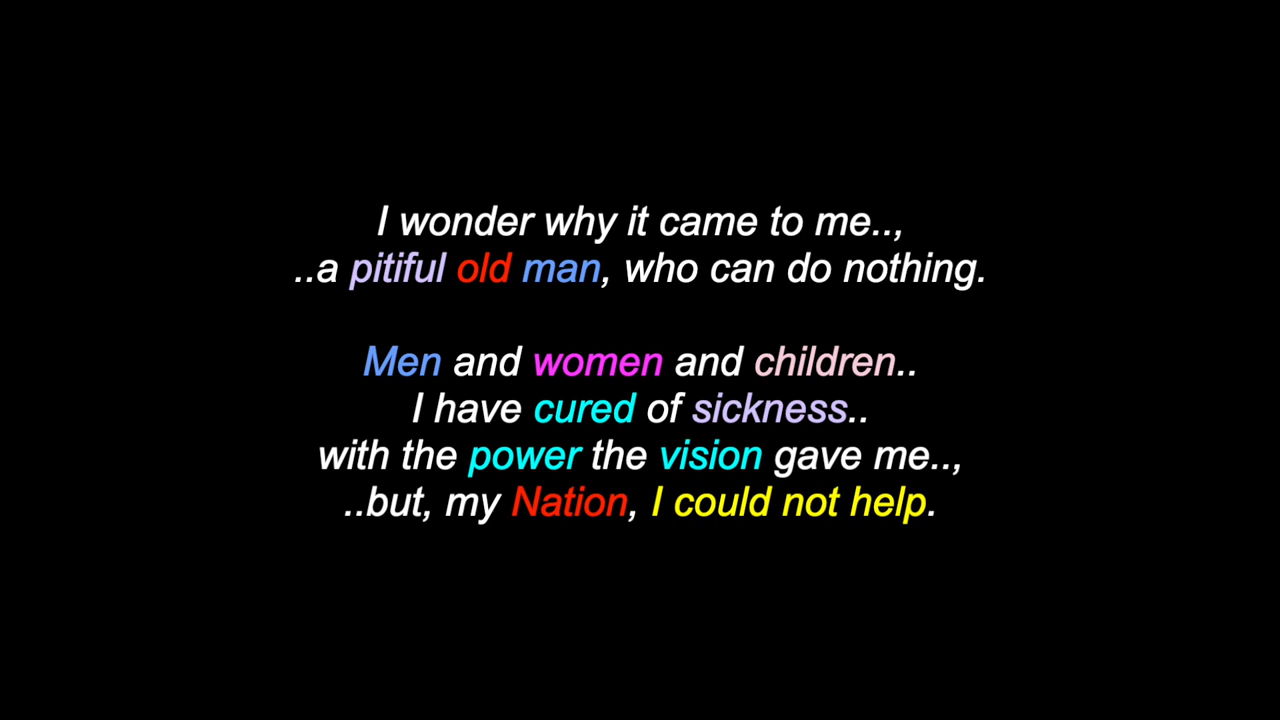 I wonder why it came to me..,
..a pitiful old man, who can do nothing.
Men and women and children..
I have cured of sickness..
with the power the vision gave me..,
..but, my Nation, I could not help.